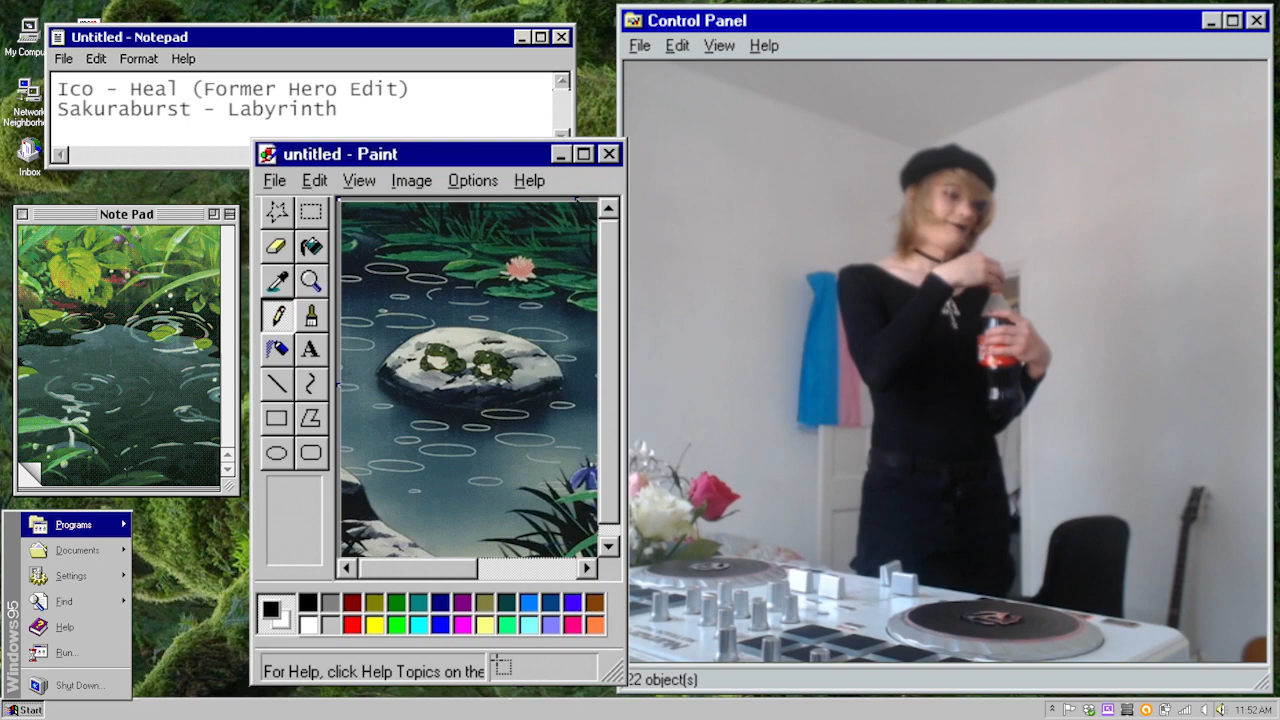 My Compu
Network
Neighborho
Inbox
Untitled - Notepad
File Edit Format Help
Ico - Heal (Former Hero Edit)
Sakuraburst - Labyrinth
Note Pad
untitled - Paint
File Edit View Image Options Help
A
For Help, click Help Topics on the
Control Panel
File Edit View Help
22 object(s)
Windows95
Programs
Documents
Settings
Find
Help
Run...
Shut Down...
Start
11:52 AM